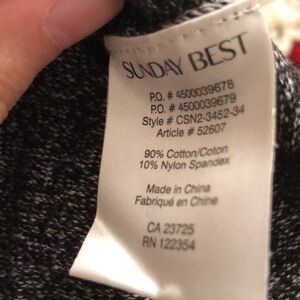 SUNDAY BEST
P.O. # 4500039678
P.O. # 4500039679
Style # CSN2-3452-34
Article # 52607
90% Cotton/Coton
10% Nylon Spandex
Made in China
Fabriqué en Chine
CA 23725
RN 122354